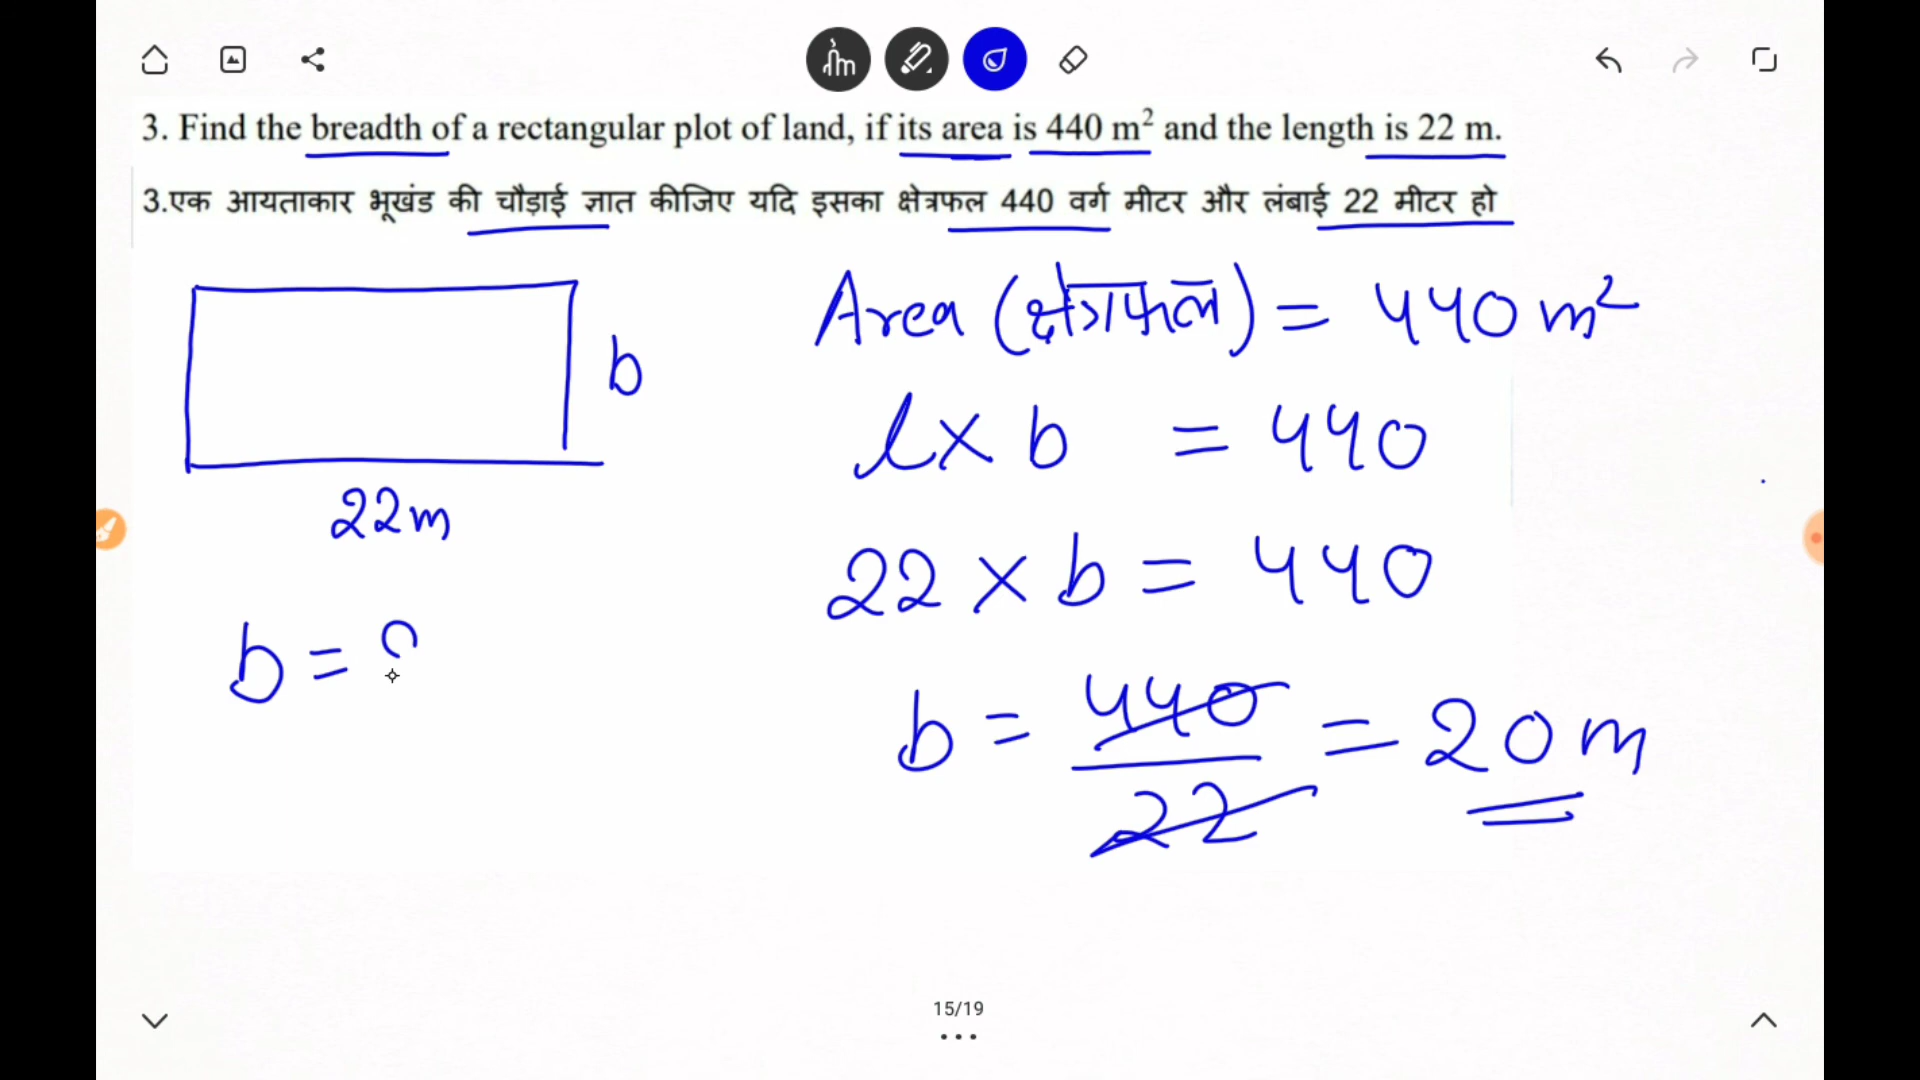 3. Find the breadth of a rectangular plot of land, if its area is 440 m² and the length is 22 m.
3.एक आयताकार भूखंड की चौड़ाई ज्ञात कीजिए यदि इसका क्षेत्रफल 440 वर्ग मीटर और लंबाई 22 मीटर हो
b
22m
b = ?
Area (क्षेत्रफल) = 440 m²
l × b = 440
22 × b = 440
b = 440/22 = 20 m
15/19